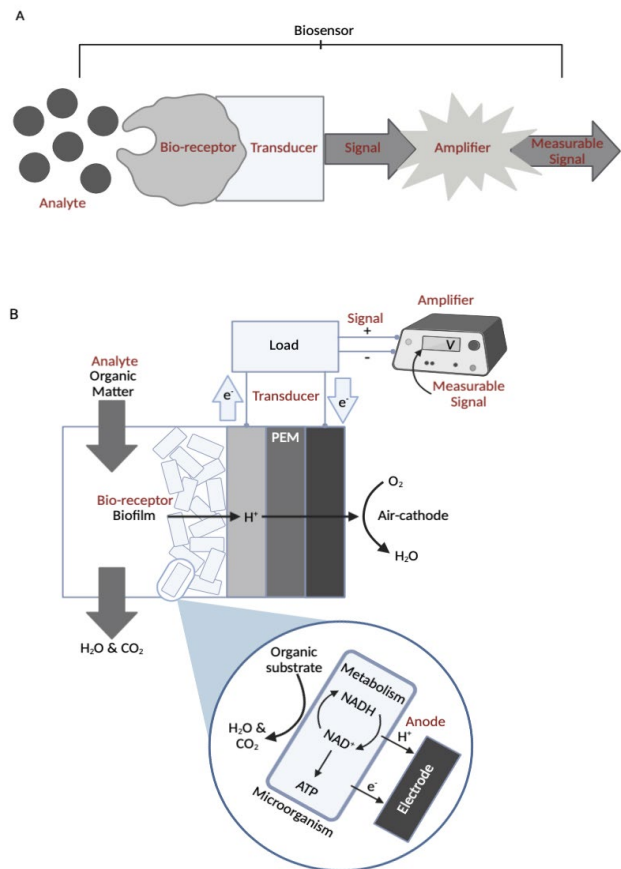 A
Biosensor
Bio-receptor
Transducer
Signal
Amplifier
Measurable
Signal
Analyte
B
Amplifier
Signal
+
-
Load
V
Analyte
Organic
Matter
e-
Transducer
e-
Measurable
Signal
PEM
Bio-receptor
Biofilm
H⁺
O₂
Air-cathode
H₂O
H₂O & CO₂
Organic
substrate
Metabolism
NADH
Anode
H₂O &
CO₂
NAD⁺
H⁺
ATP
e-
Electrode
Microorganism